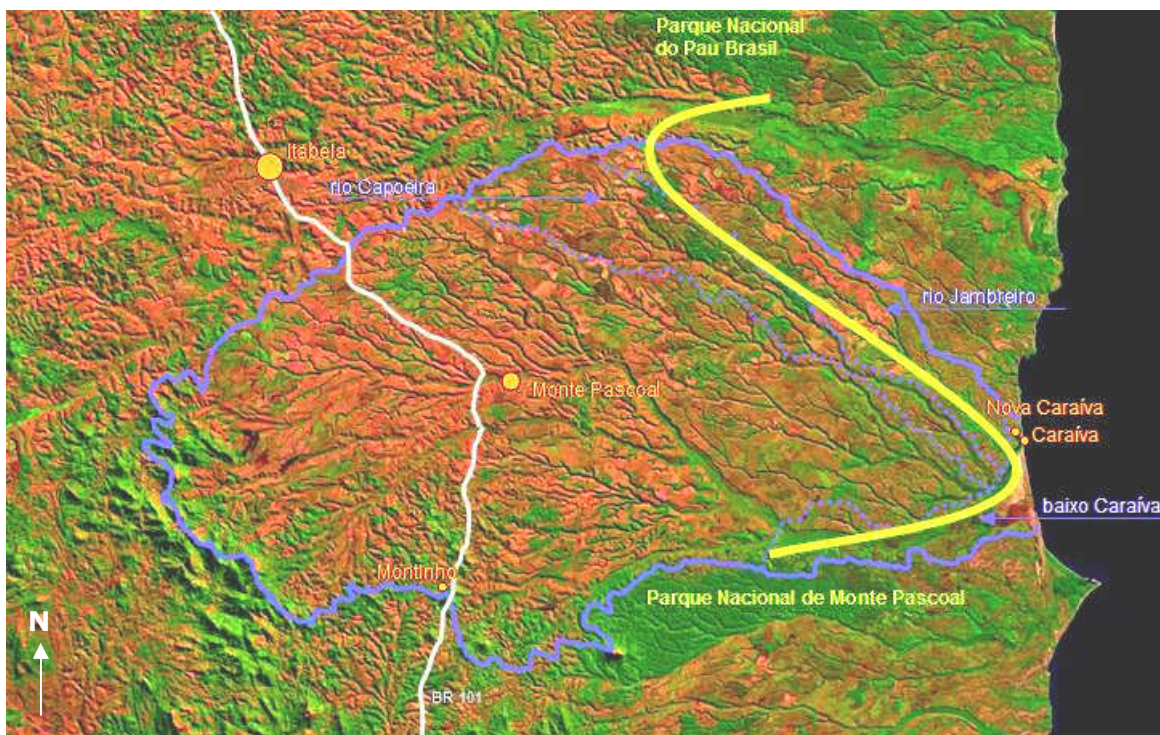 Parque Nacional
do Pau Brasil
Itabela
rio Capoeira
rio Jambreiro
Monte Pascoal
Nova Caraíva
Caraíva
baixo Caraíva
Montinho
Parque Nacional de Monte Pascoal
N
BR 101